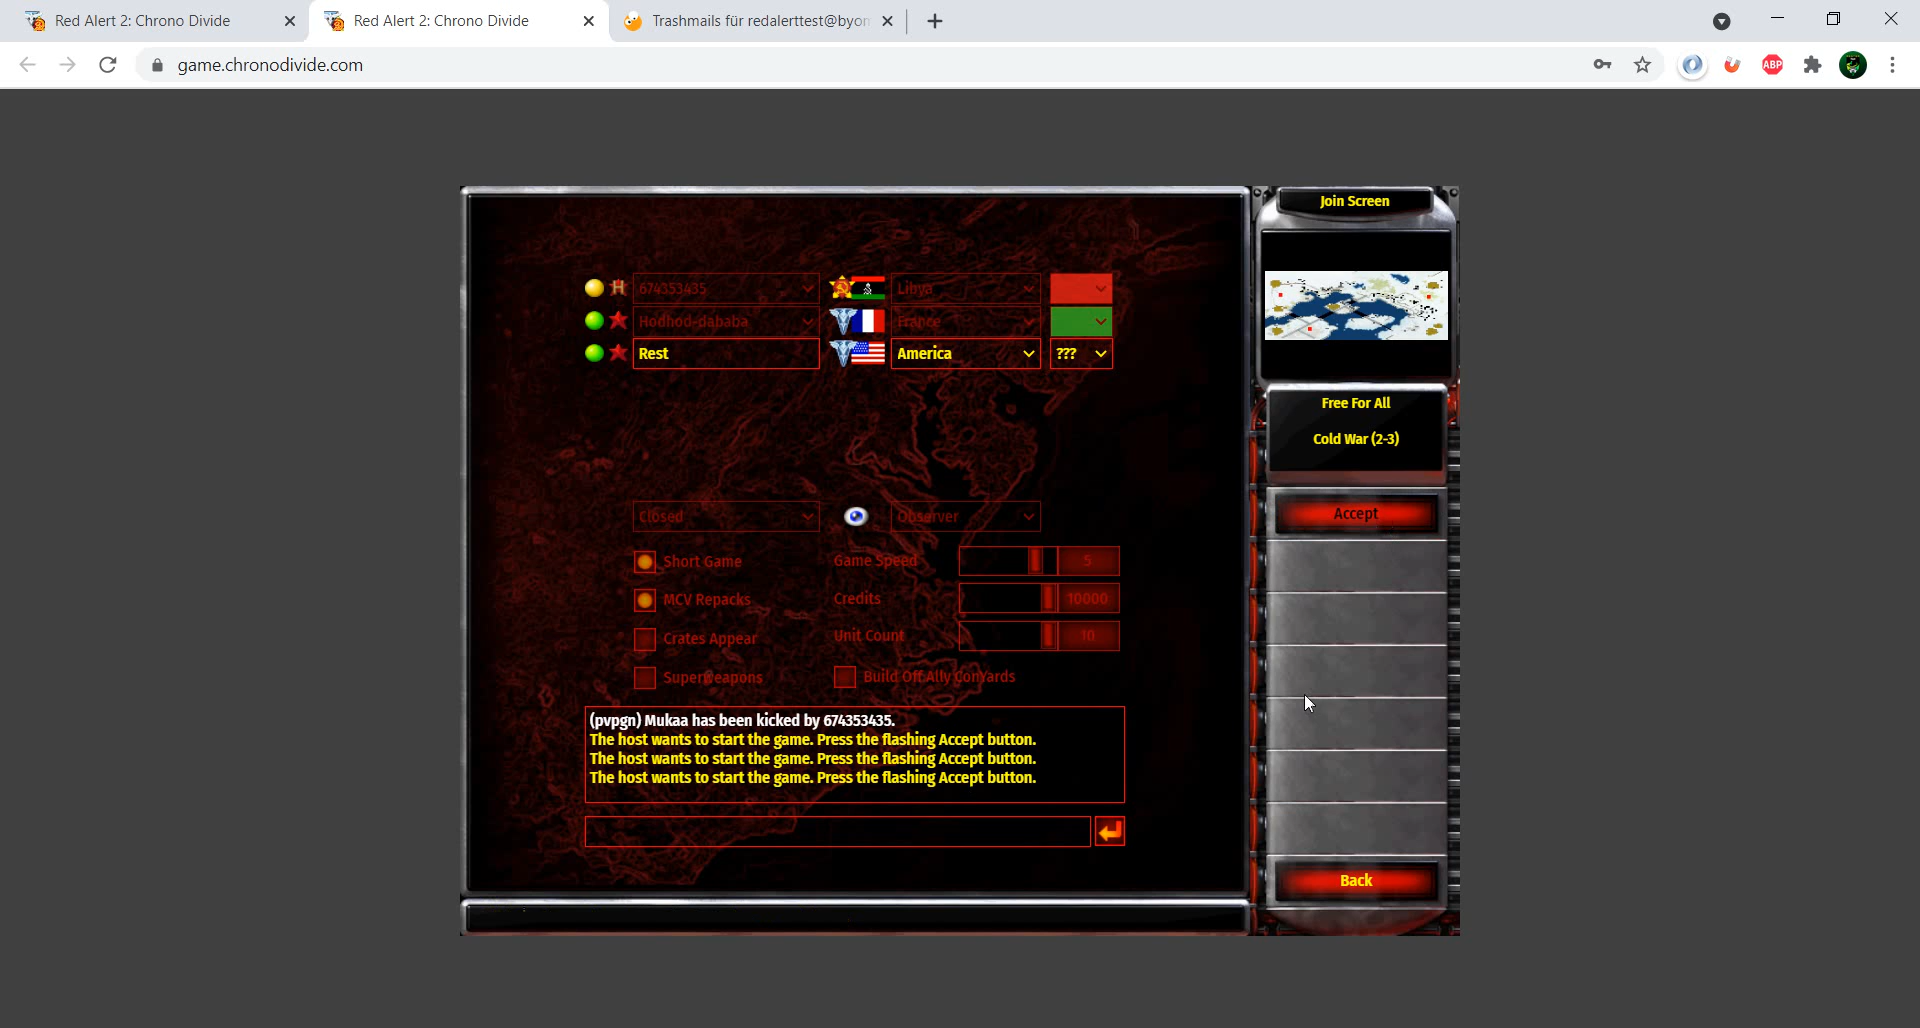 Red Alert 2: Chrono Divide
Red Alert 2: Chrono Divide
Trashmails für redalerttest@byon
game.chronodivide.com
ABP
Join Screen
H 674353435 Libya
Hodhod-dababa France
Rest America ???
Free For All
Cold War (2-3)
Closed Observer
Accept
Short Game Game Speed 5
MCV Repacks Credits 10000
Crates Appear Unit Count 10
Superweapons Build Off Ally ConYards
(pvpgn) Mukaa has been kicked by 674353435.
The host wants to start the game. Press the flashing Accept button.
The host wants to start the game. Press the flashing Accept button.
The host wants to start the game. Press the flashing Accept button.
Back